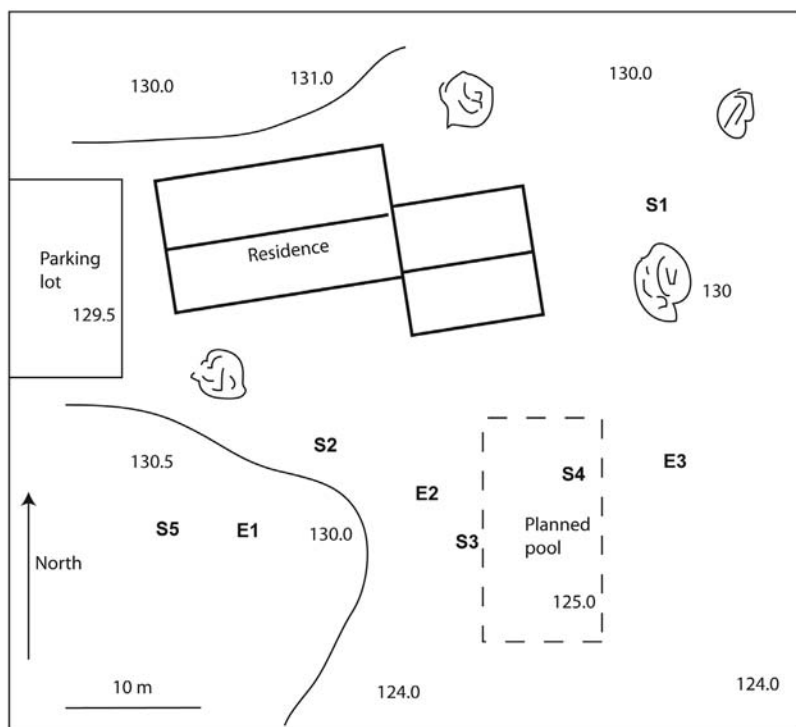 130.0
131.0
130.0
S1
Parking
lot
129.5
Residence
130
130.5
S2
S5
E1
130.0
E2
S3
S4
E3
Planned
pool
125.0
North
10 m
124.0
124.0